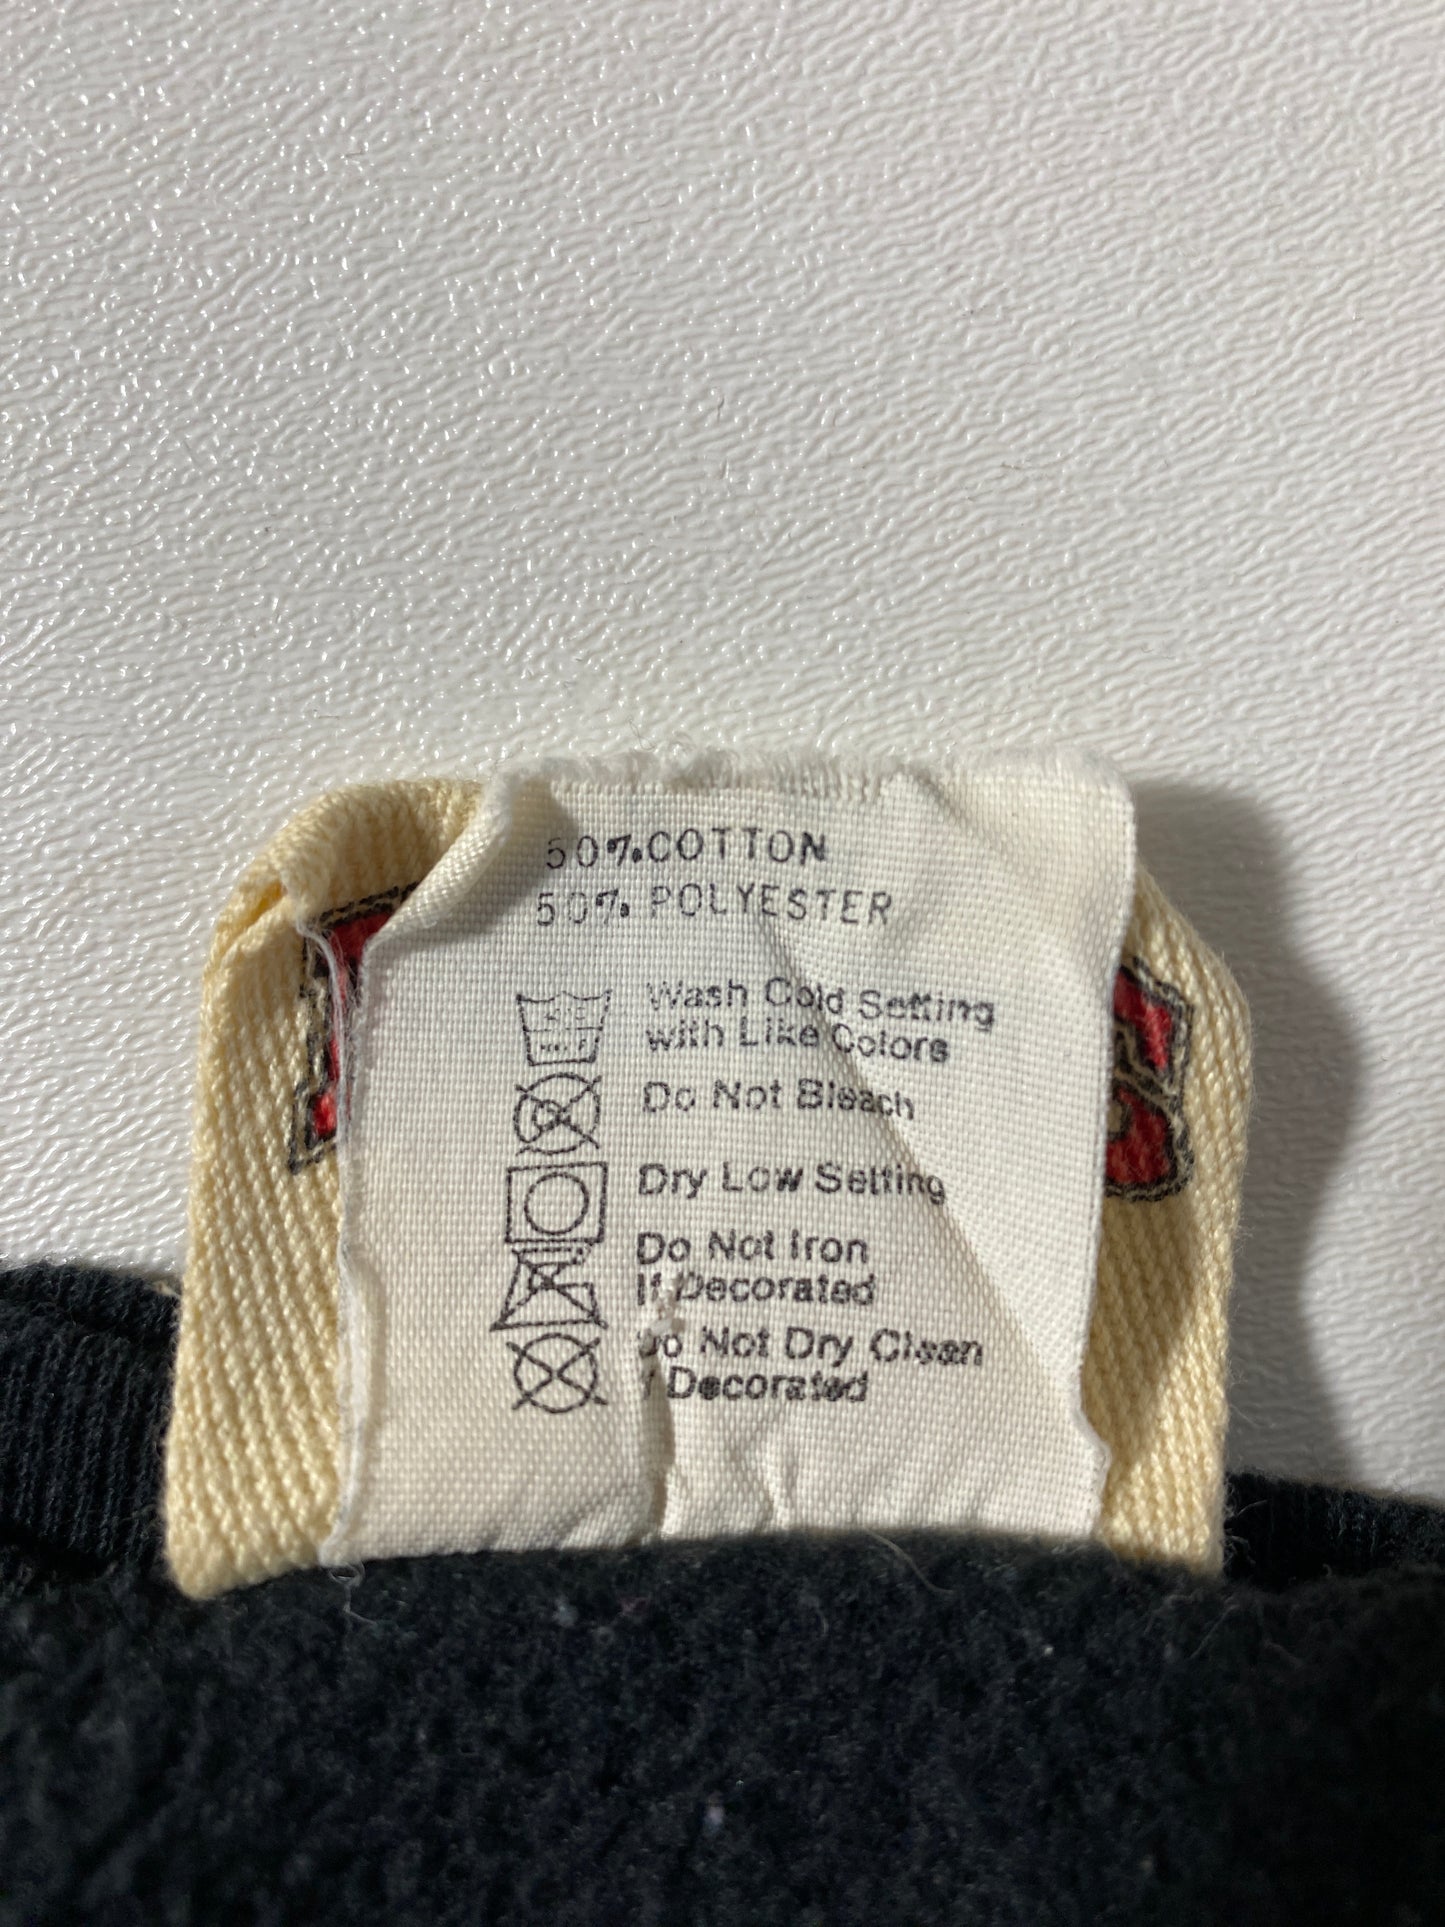 50% COTTON
50% POLYESTER
Wash Cold Setting
with Like Colors
Do Not Bleach
Dry Low Setting
Do Not Iron
If Decorated
Do Not Dry Clean
If Decorated